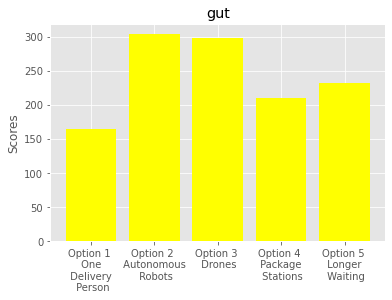 gut
Scores
300
250
200
150
100
50
0
Option 1
One
Delivery
Person
Option 2
Autonomous
Robots
Option 3
Drones
Option 4
Package
Stations
Option 5
Longer
Waiting